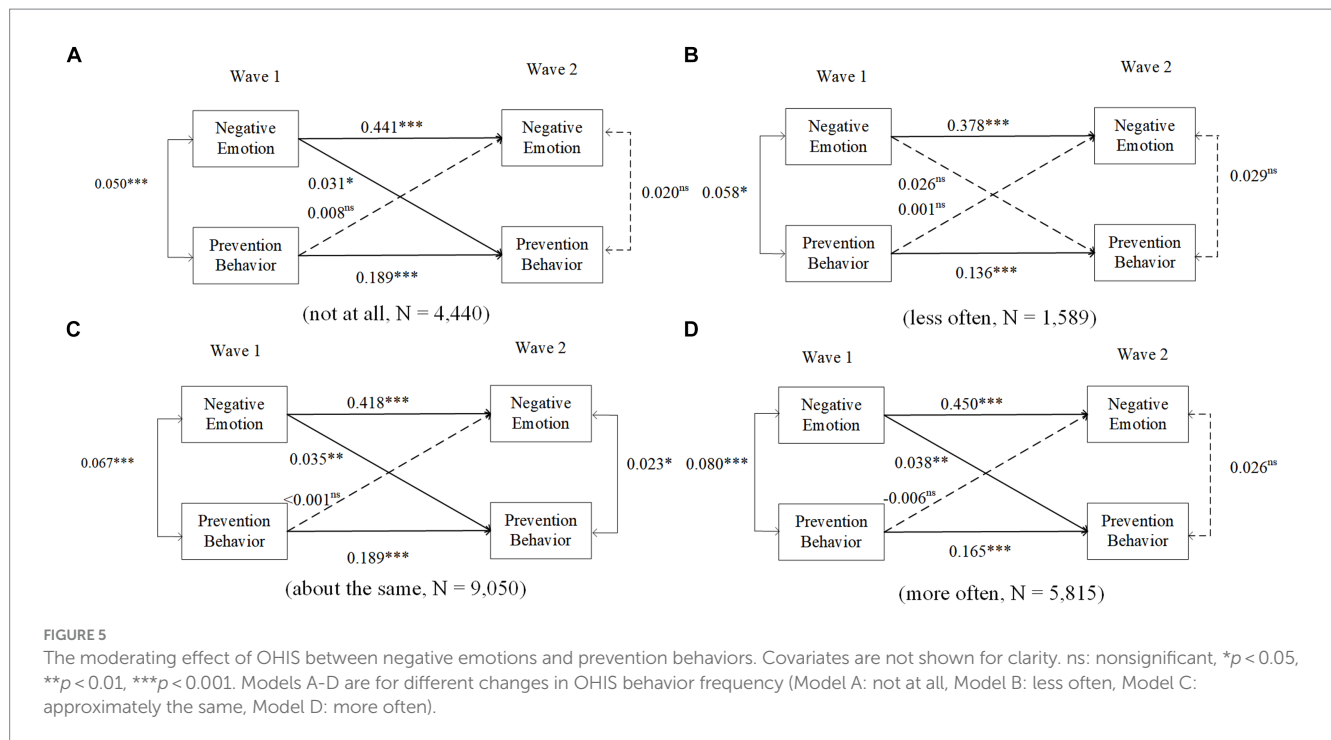 A
Wave 1
Wave 2
Negative
Emotion
0.441***
Negative
Emotion
0.050***
0.031*
0.008ns
0.020ns
Prevention
Behavior
0.189***
Prevention
Behavior
(not at all, N = 4,440)
B
Wave 1
Wave 2
Negative
Emotion
0.378***
Negative
Emotion
0.058*
0.026ns
0.001ns
0.029ns
Prevention
Behavior
0.136***
Prevention
Behavior
(less often, N = 1,589)
C
Wave 1
Wave 2
Negative
Emotion
0.418***
Negative
Emotion
0.067***
0.035**
<0.001ns
0.023*
Prevention
Behavior
0.189***
Prevention
Behavior
(about the same, N = 9,050)
D
Wave 1
Wave 2
Negative
Emotion
0.450***
Negative
Emotion
0.080***
0.038**
-0.006ns
0.026ns
Prevention
Behavior
0.165***
Prevention
Behavior
(more often, N = 5,815)
FIGURE 5
The moderating effect of OHIS between negative emotions and prevention behaviors. Covariates are not shown for clarity. ns: nonsignificant, *p < 0.05,
**p < 0.01, ***p < 0.001. Models A-D are for different changes in OHIS behavior frequency (Model A: not at all, Model B: less often, Model C:
approximately the same, Model D: more often).